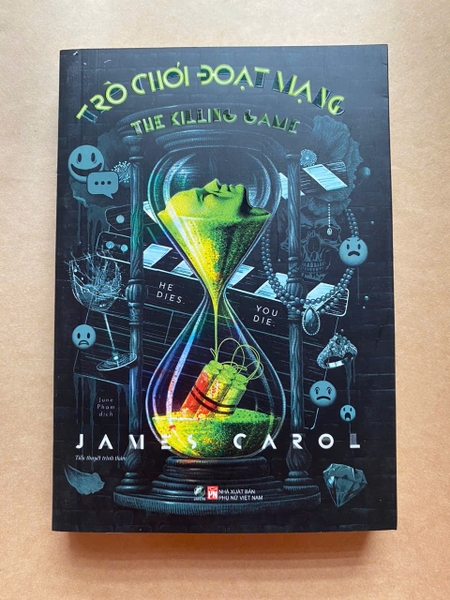 TRÒ CHƠI ĐOẠT MẠNG
THE KILLING GAME
HE
DIES.
YOU
DIE.
June
Phạm
dịch
JAMES CAROL
Tiểu thuyết trinh thám
PN
NHÀ XUẤT BẢN
PHỤ NỮ VIỆT NAM